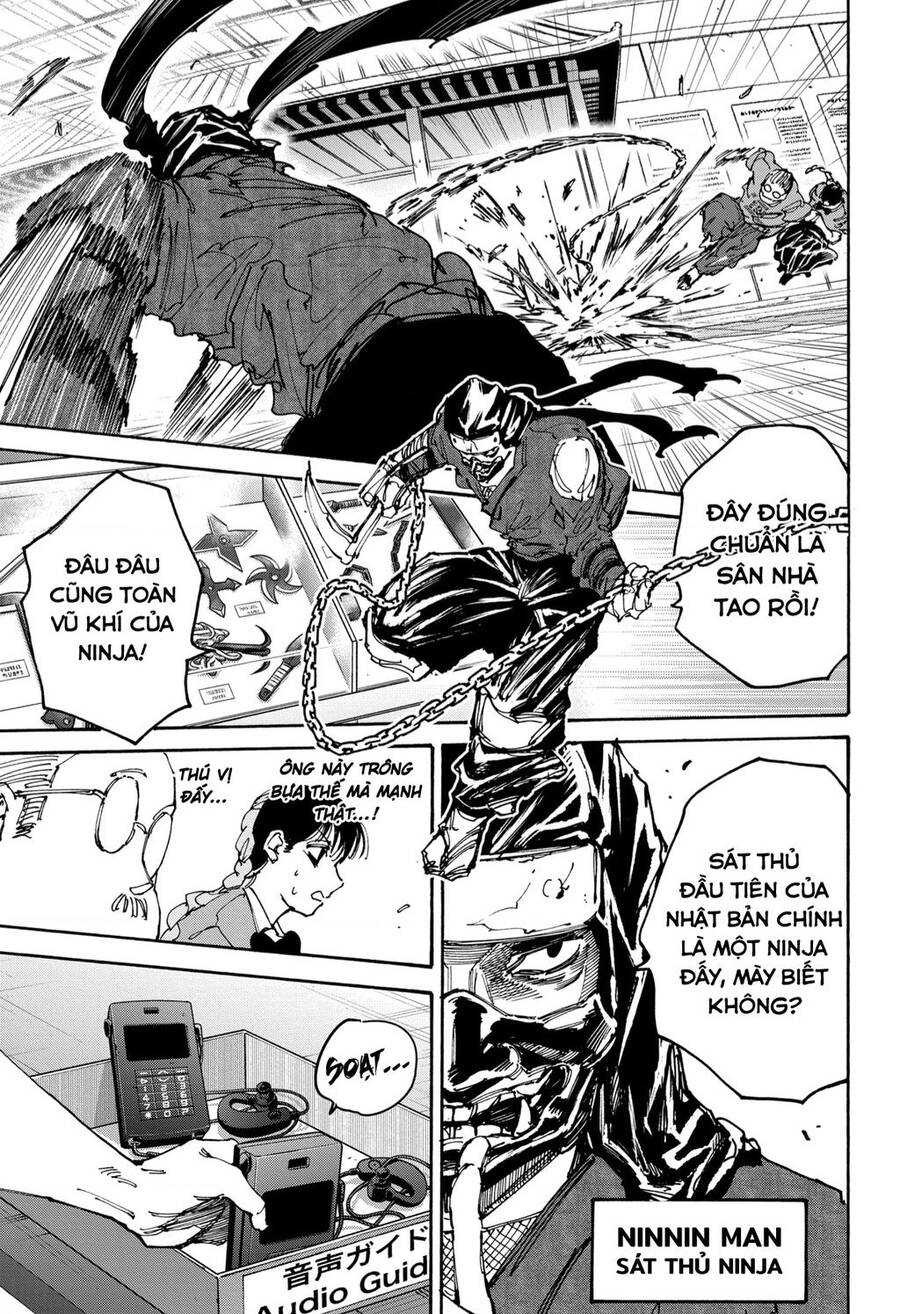 ĐÂY ĐÚNG
CHUẨN LÀ
SÂN NHÀ
TAO RỒI!
ĐÂU ĐÂU
CŨNG TOÀN
VŨ KHÍ CỦA
NINJA!
SÁT THỦ
ĐẦU TIÊN CỦA
NHẬT BẢN CHÍNH
LÀ MỘT NINJA
ĐẤY, MÀY BIẾT
KHÔNG?
NINNIN MAN
SÁT THỦ NINJA
ÔNG NÀY TRÔNG
BỰA THẾ MÀ MẠNH
THẬT...!
THÚ VỊ
ĐẤY...
SOẠT...
音声ガイド
Audio Guid